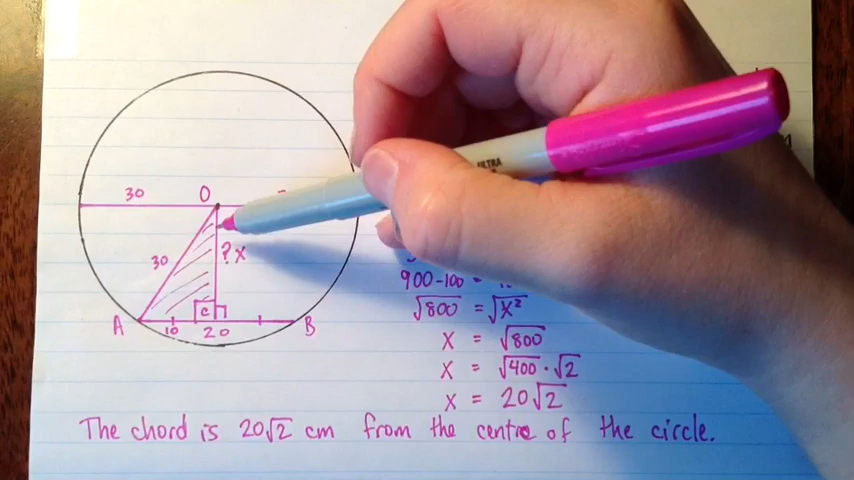 30 O
30 ? X
C
A 10 20 B
ULTRA
900-100 =
√800 = √X²
X = √800
X = √400 · √2
X = 20√2
The chord is 20√2 cm from the centre of the circle.